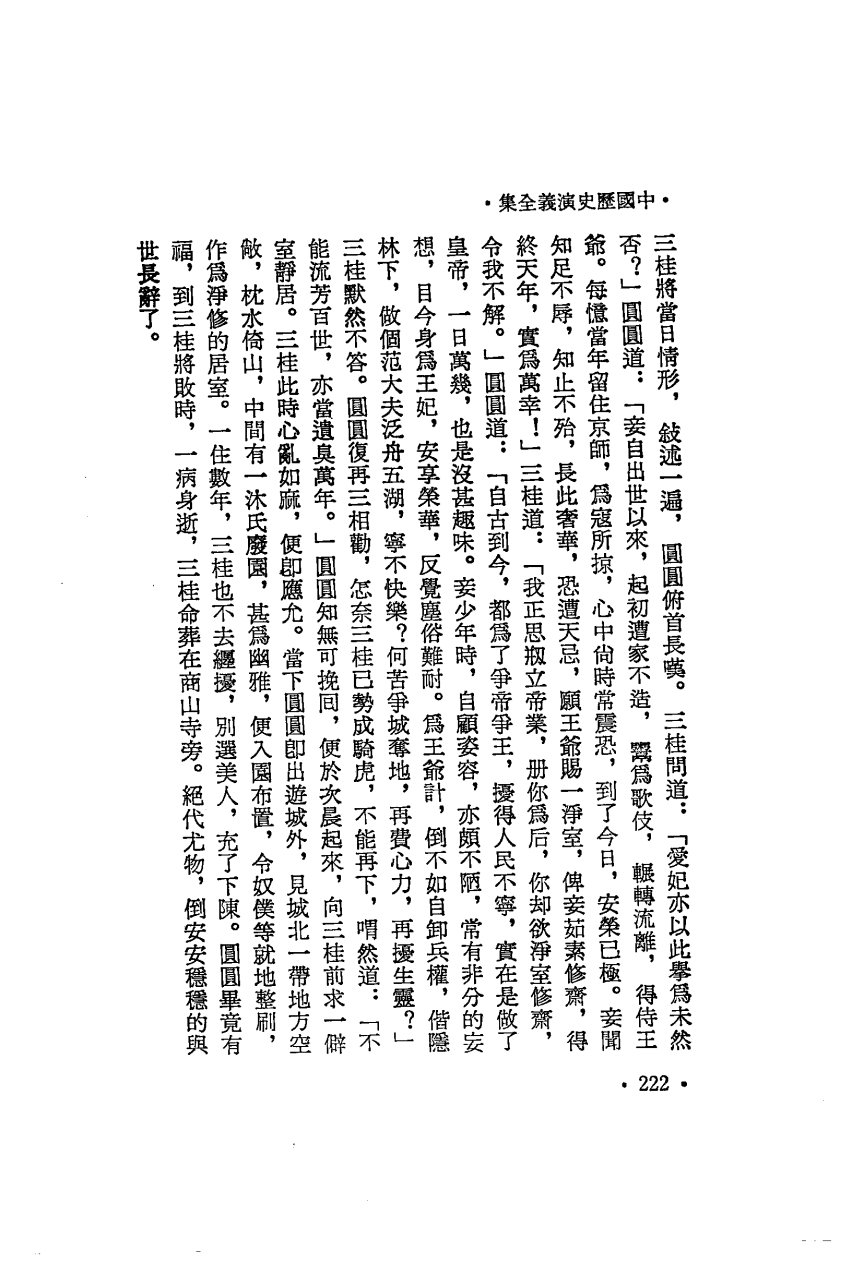 ·中國歷史演義全集·
三桂將當日情形，敍述一遍，圓圓俯首長嘆。三桂問道：「愛妃亦以此舉爲未然
否？」圓圓道：「妾自出世以來，起初遭家不造，鬻爲歌伎，輾轉流離，得侍王
爺。每憶當年留住京師，爲寇所掠，心中尙時常震恐，到了今日，安榮已極。妾聞
知足不辱，知止不殆，長此奢華，恐遭天忌，願王爺賜一淨室，俾妾茹素修齋，得
終天年，實爲萬幸！」三桂道：「我正思剏立帝業，册你爲后，你却欲淨室修齋，
令我不解。」圓圓道：「自古到今，都爲了爭帝爭王，擾得人民不寧，實在是做了
皇帝，一日萬幾，也是沒甚趣味。妾少年時，自顧姿容，亦頗不陋，常有非分的妄
想，目今身爲王妃，安享榮華，反覺塵俗難耐。爲王爺計，倒不如自卸兵權，偕隱
林下，做個范大夫泛舟五湖，寧不快樂？何苦爭城奪地，再費心力，再擾生靈？」
三桂默然不答。圓圓復再三相勸，怎奈三桂已勢成騎虎，不能再下，喟然道：「不
能流芳百世，亦當遺臭萬年。」圓圓知無可挽回，便於次晨起來，向三桂前求一僻
室靜居。三桂此時心亂如麻，便卽應允。當下圓圓卽出遊城外，見城北一帶地方空
敞，枕水倚山，中間有一沐氏廢園，甚爲幽雅，便入園布置，令奴僕等就地整刷，
作爲淨修的居室。一住數年，三桂也不去纏擾，別選美人，充了下陳。圓圓畢竟有
福，到三桂將敗時，一病身逝，三桂命葬在商山寺旁。絕代尤物，倒安安穩穩的與
世長辭了。
·222·